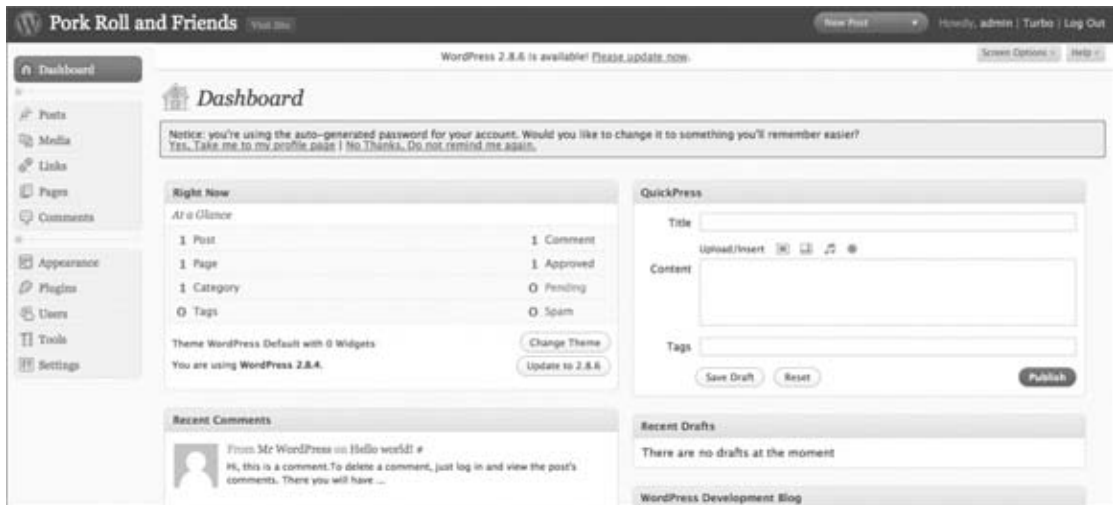 Pork Roll and Friends Visit Site
New Post
Howdy, admin | Turbo | Log Out
WordPress 2.8.6 is available! Please update now.
Screen Options
Help
Dashboard
Posts
Media
Links
Pages
Comments
Appearance
Plugins
Users
Tools
Settings
Dashboard
Notice: you're using the auto-generated password for your account. Would you like to change it to something you'll remember easier?
Yes, Take me to my profile page | No Thanks, Do not remind me again.
Right Now
At a Glance
1 Post
1 Comment
1 Page
1 Approved
1 Category
0 Pending
0 Tags
0 Spam
Theme WordPress Default with 0 Widgets
Change Theme
You are using WordPress 2.8.4.
Update to 2.8.6
Recent Comments
From Mr WordPress on Hello world! #
Hi, this is a comment.To delete a comment, just log in and view the post's
comments. There you will have ...
QuickPress
Title
Upload/Insert
Content
Tags
Save Draft
Reset
Publish
Recent Drafts
There are no drafts at the moment
WordPress Development Blog